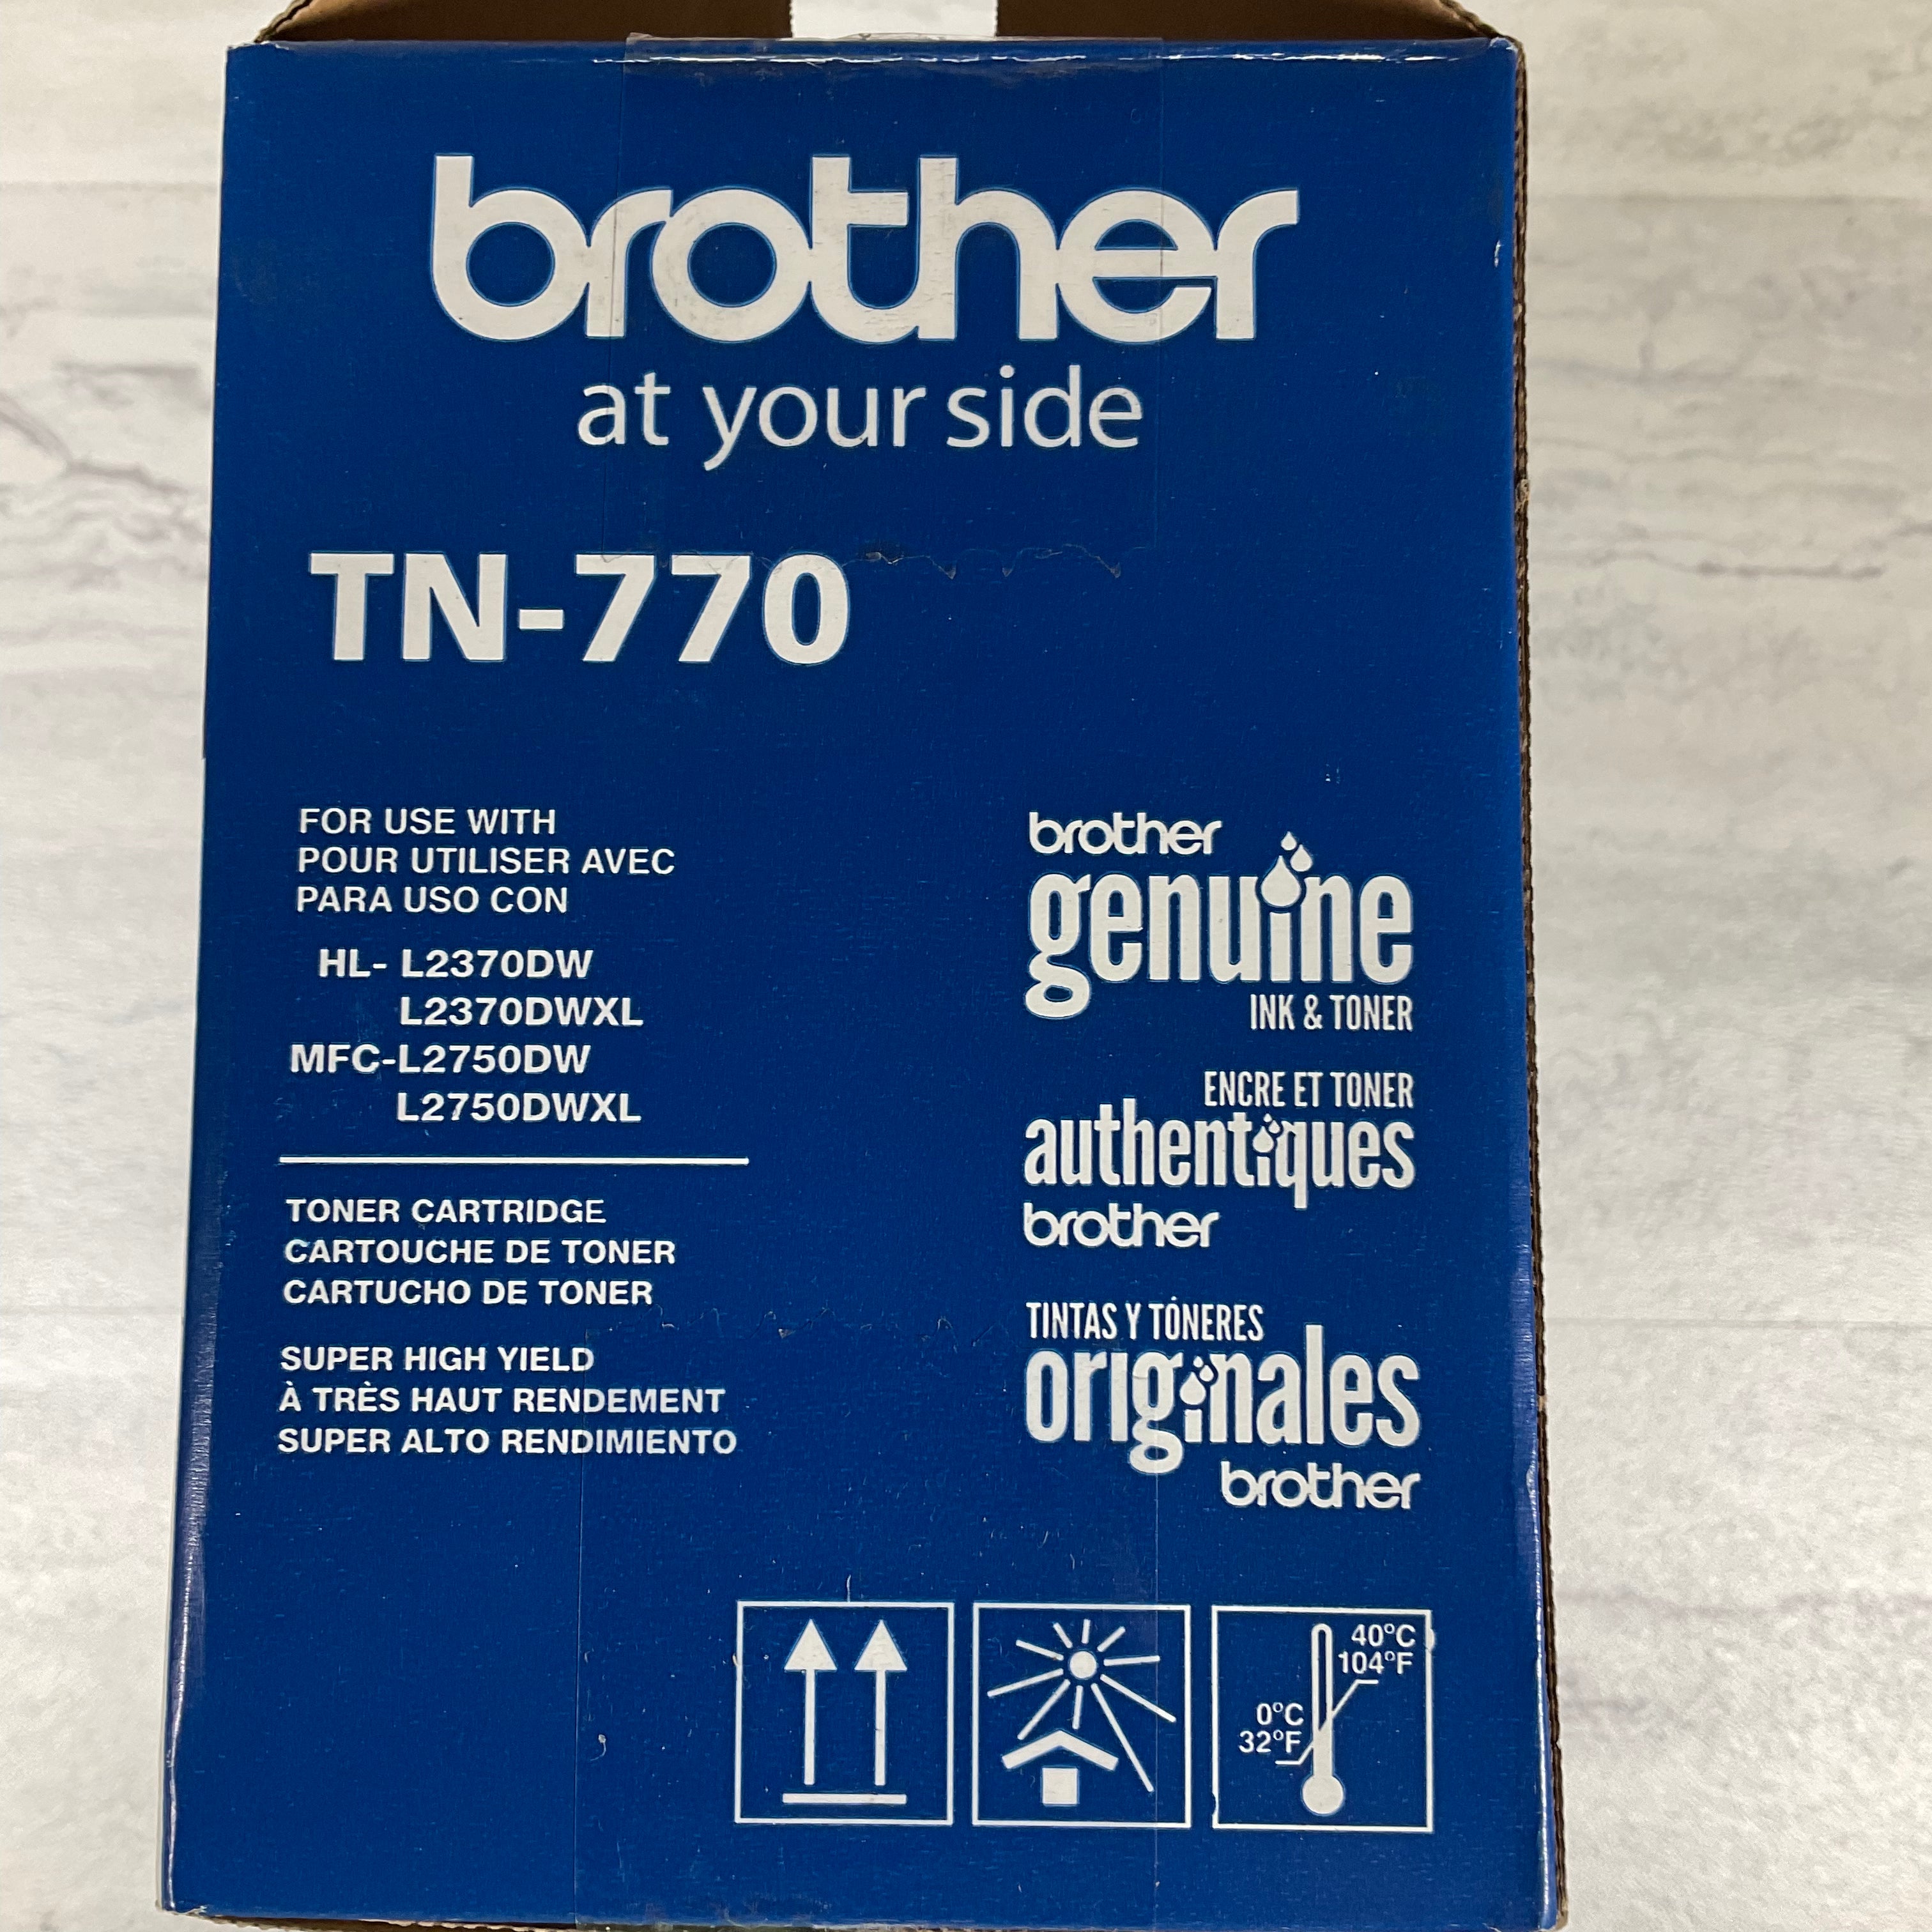 brother
at your side
TN-770
FOR USE WITH
POUR UTILISER AVEC
PARA USO CON
HL- L2370DW
L2370DWXL
MFC-L2750DW
L2750DWXL
TONER CARTRIDGE
CARTOUCHE DE TONER
CARTUCHO DE TONER
SUPER HIGH YIELD
À TRÈS HAUT RENDEMENT
SUPER ALTO RENDIMIENTO
brother
genuine
INK & TONER
ENCRE ET TONER
authentiques
brother
TINTAS Y TÓNERES
originales
brother
40°C
104°F
0°C
32°F